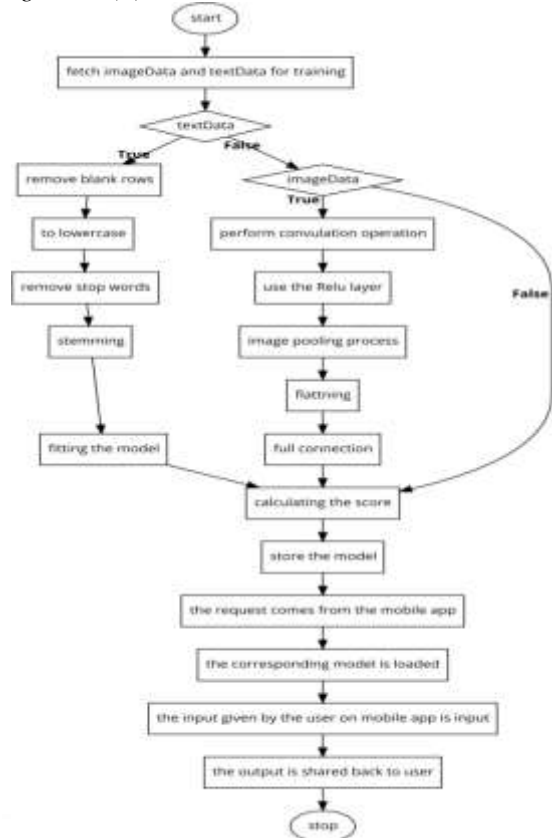 start
fetch imageData and textData for training
textData
True
False
remove blank rows
imageData
True
to lowercase
perform convulation operation
remove stop words
use the Relu layer
False
stemming
image pooling process
flattning
fitting the model
full connection
calculating the score
store the model
the request comes from the mobile app
the corresponding model is loaded
the input given by the user on mobile app is input
the output is shared back to user
stop